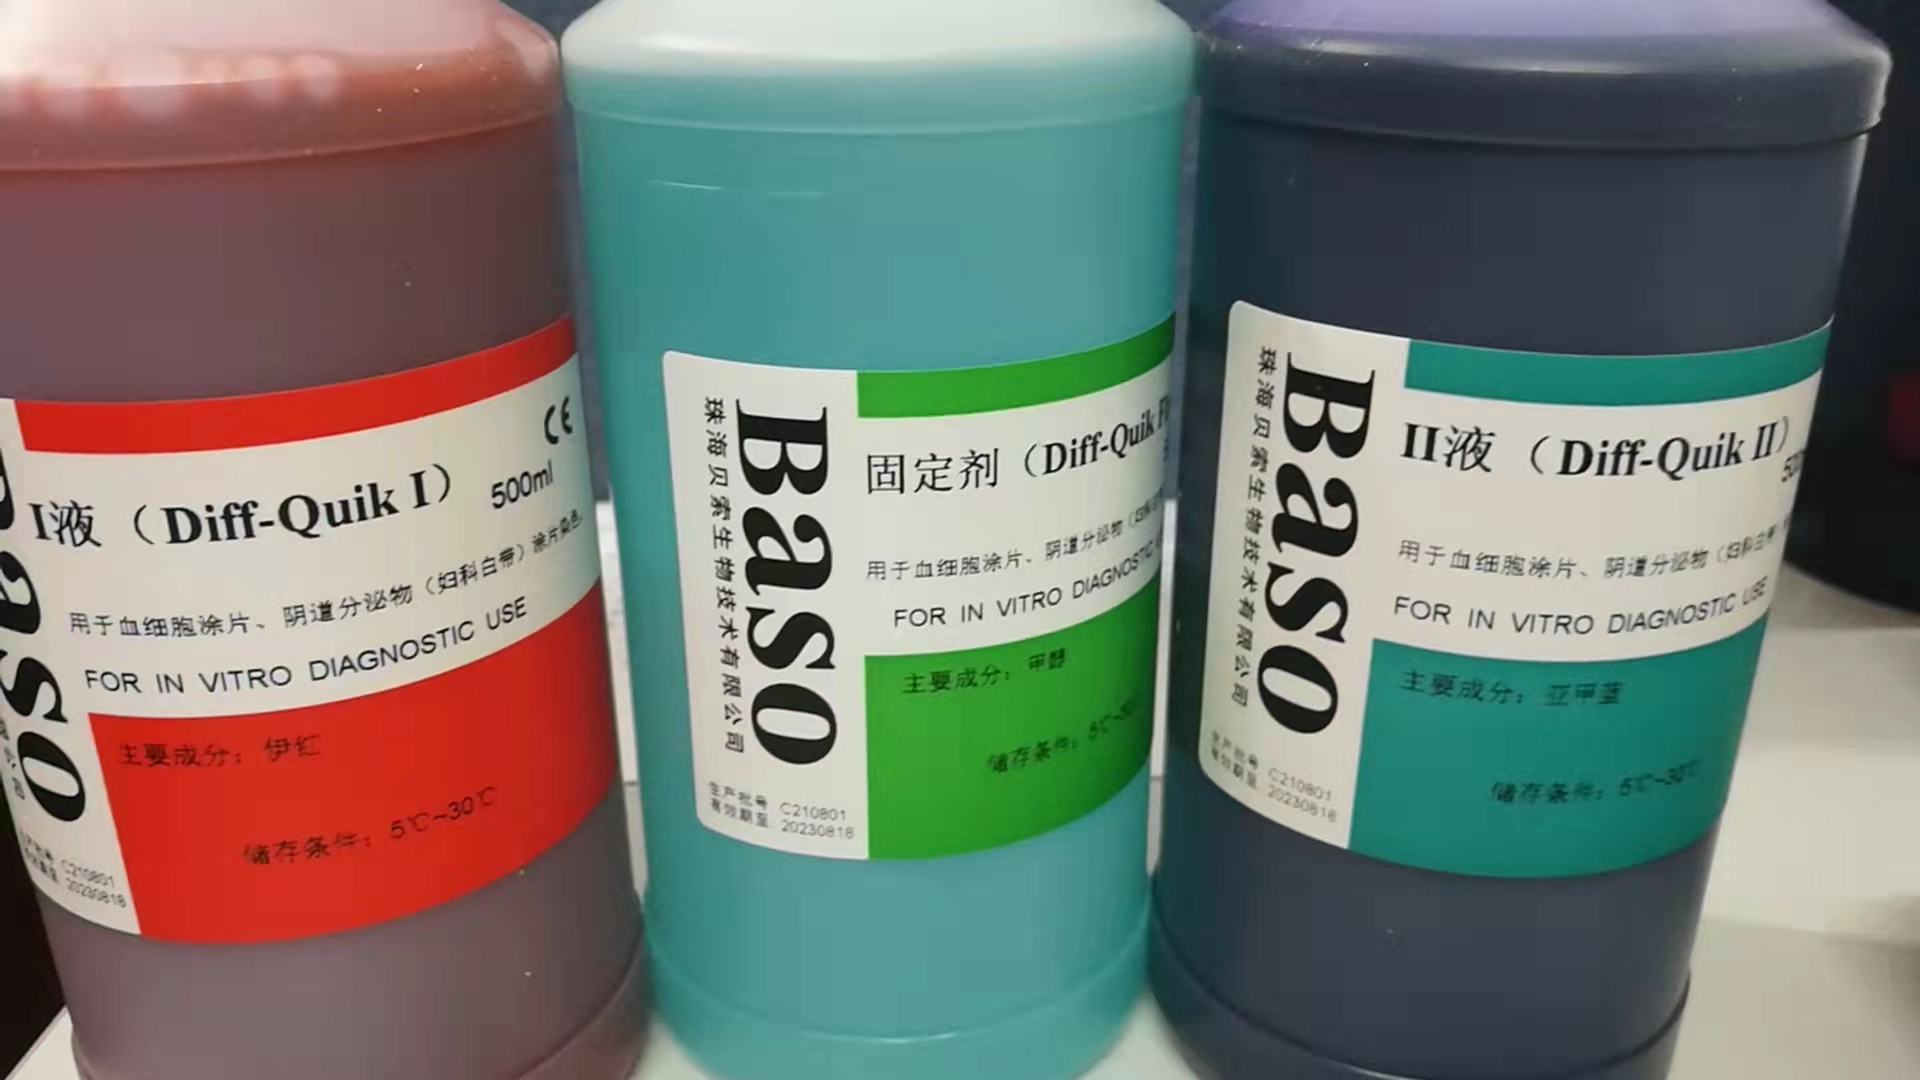 CE
I液（Diff-Quik I）
500ml
用于血细胞涂片、阴道分泌物（妇科白带）涂片染色
FOR IN VITRO DIAGNOSTIC USE
主要成分：伊红
储存条件：5℃~30℃
Baso
C210801
20230818
Baso
珠海贝索生物技术有限公司
固定剂（Diff-Quik
用于血细胞涂片、阴道分泌物（妇科
FOR IN VITRO DIAGNOSTIC
主要成分：甲醇
储存条件：5℃~30
生产批号 C210801
有效期至 20230818
Baso
珠海贝索生物技术有限公司
II液（Diff-Quik II）
用于血细胞涂片、阴道分泌物（妇科白带
FOR IN VITRO DIAGNOSTIC USE
主要成分：亚甲蓝
储存条件：5℃~30℃
生产批号 C210801
有效期至 20230818